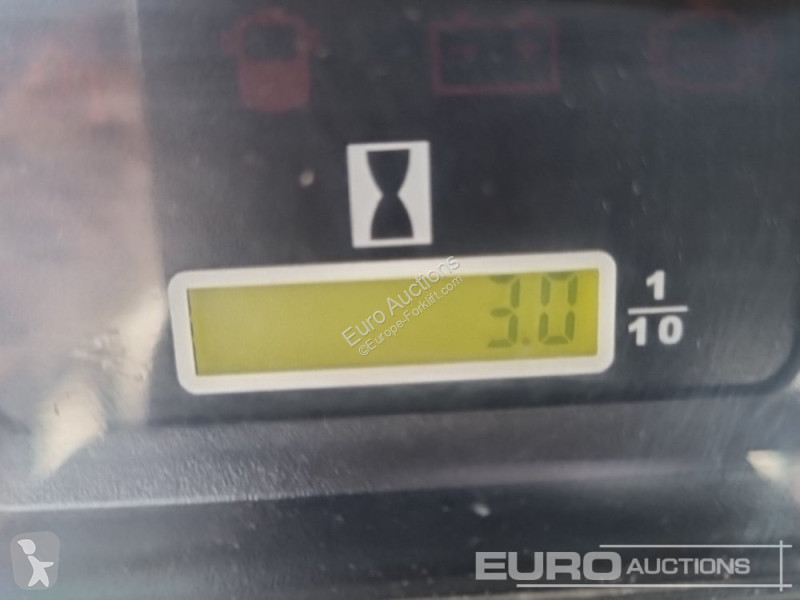 3.0
1
10
Euro Auctions
©Europe-Forklift.com
EURO AUCTIONS